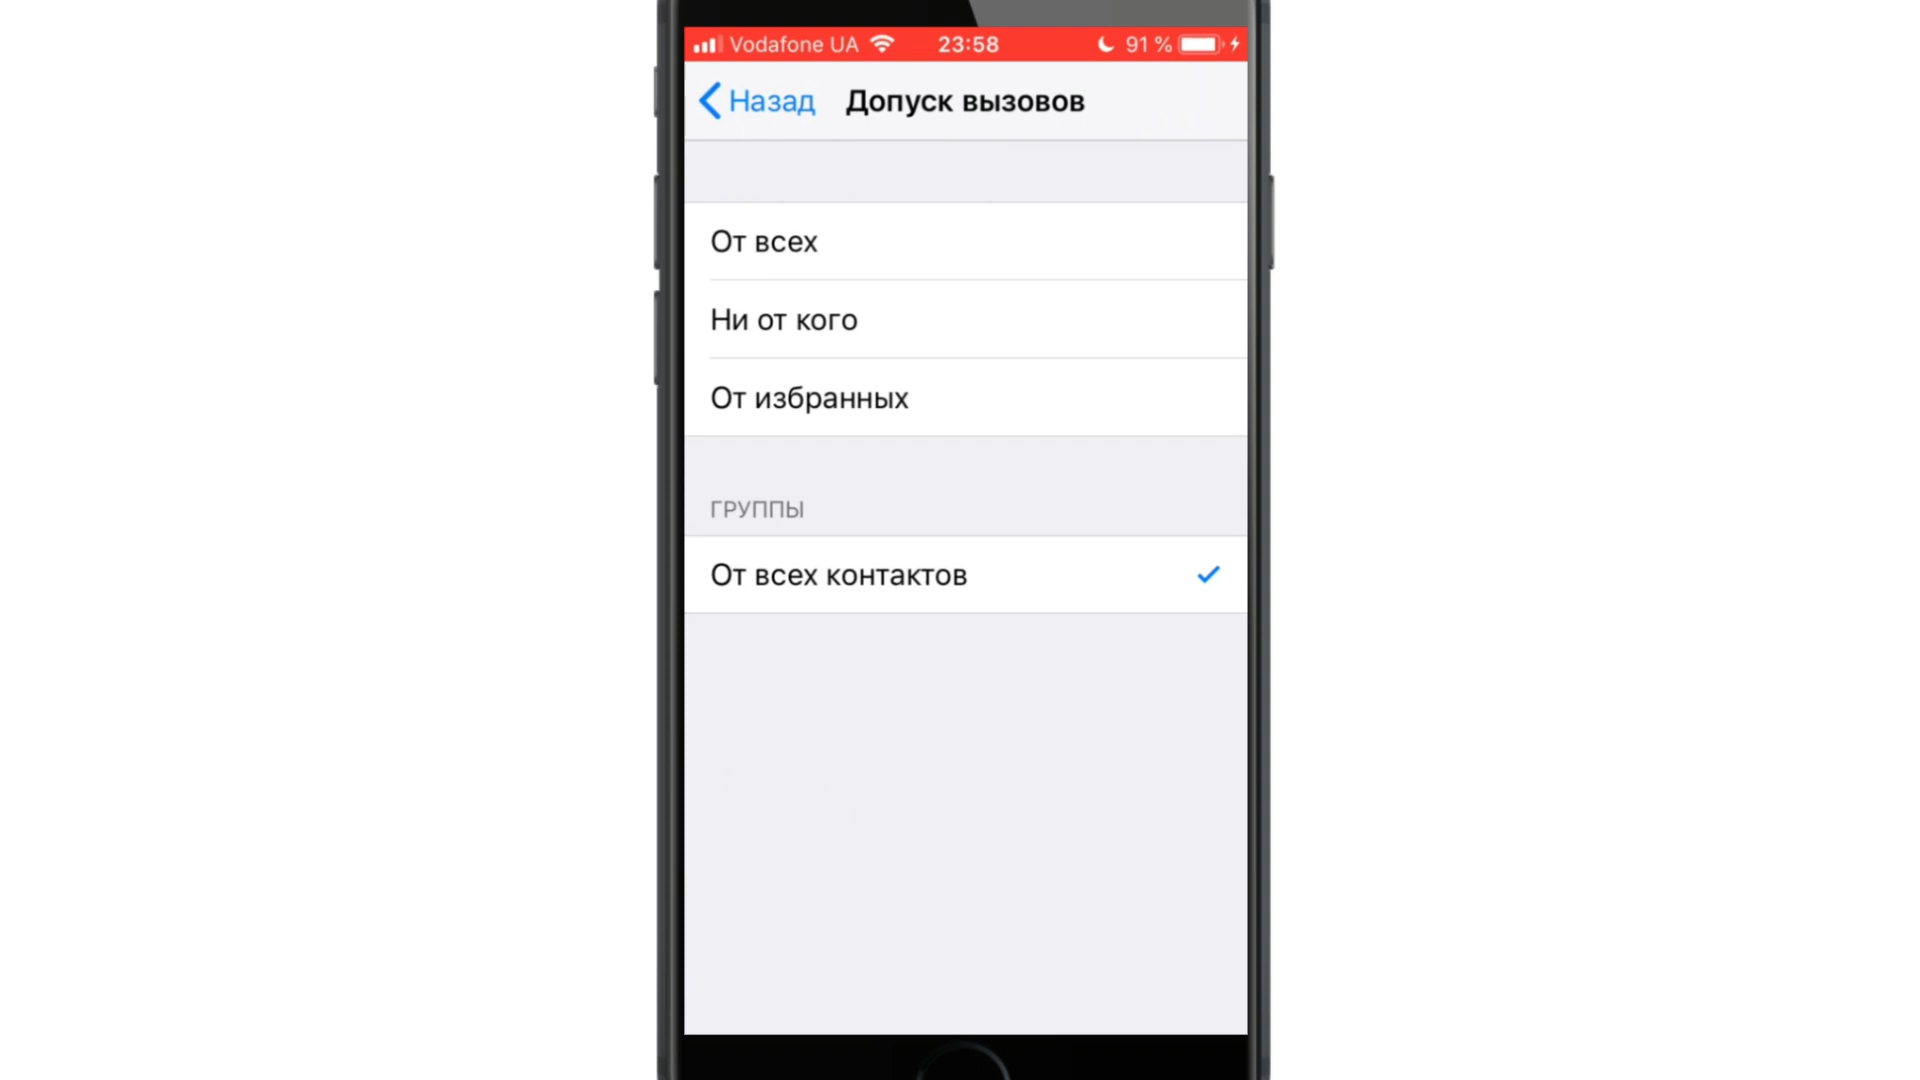 Vodafone UA 23:58 91 %
Назад Допуск вызовов
От всех
Ни от кого
От избранных
ГРУППЫ
От всех контактов